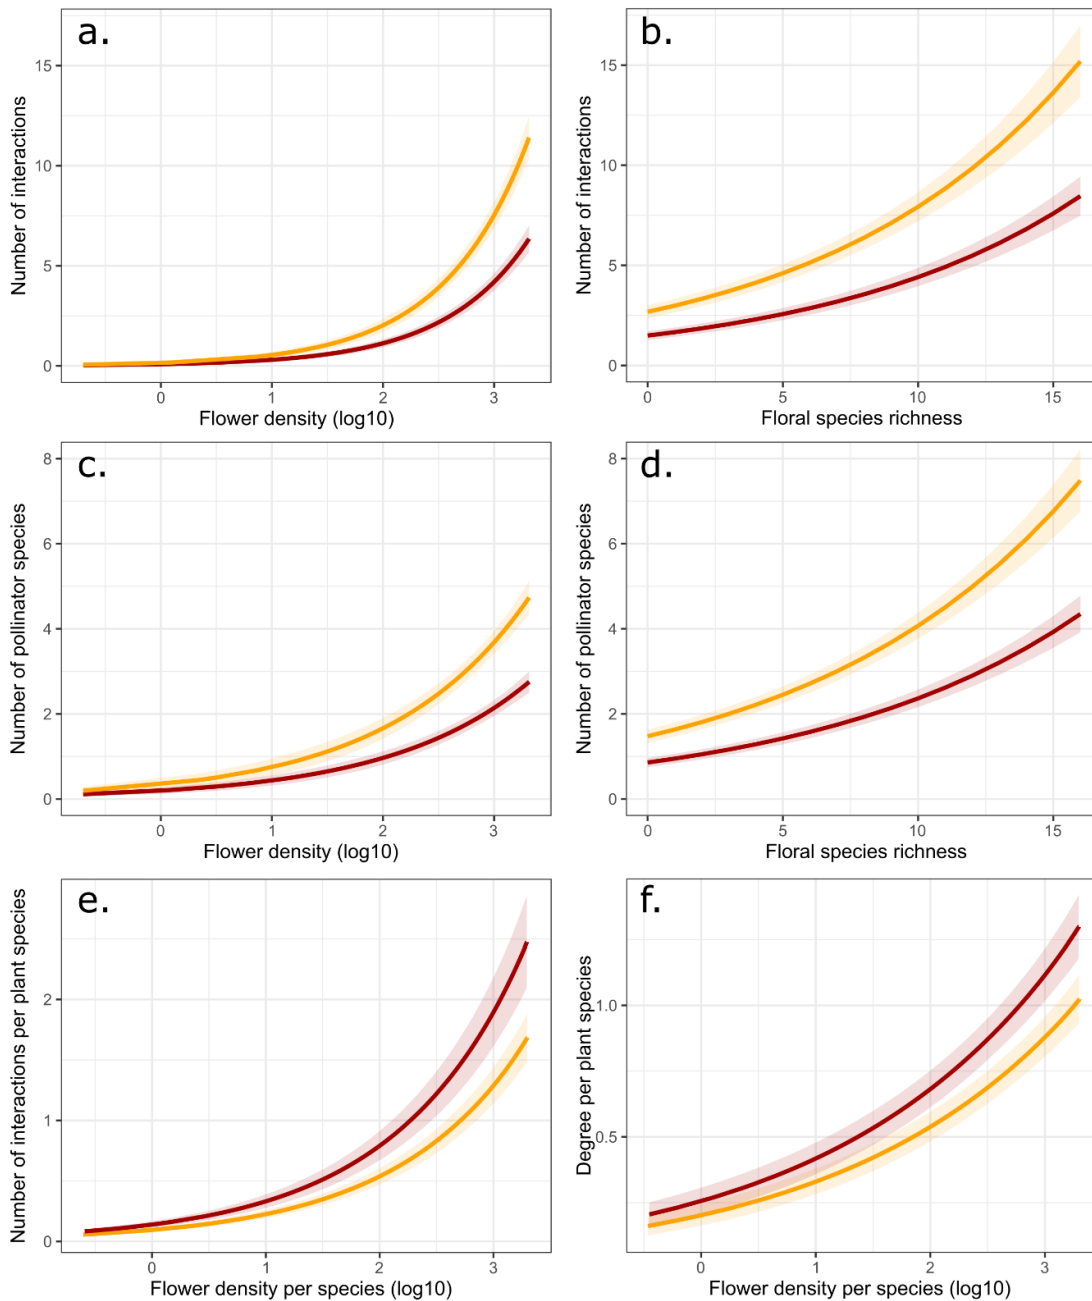 a.
Number of interactions
15
10
5
0
0 1 2 3
Flower density (log10)
b.
Number of interactions
15
10
5
0
0 5 10 15
Floral species richness
c.
Number of pollinator species
8
6
4
2
0
0 1 2 3
Flower density (log10)
d.
Number of pollinator species
8
6
4
2
0
0 5 10 15
Floral species richness
e.
Number of interactions per plant species
2
1
0
0 1 2 3
Flower density per species (log10)
f.
Degree per plant species
1.0
0.5
0 1 2 3
Flower density per species (log10)